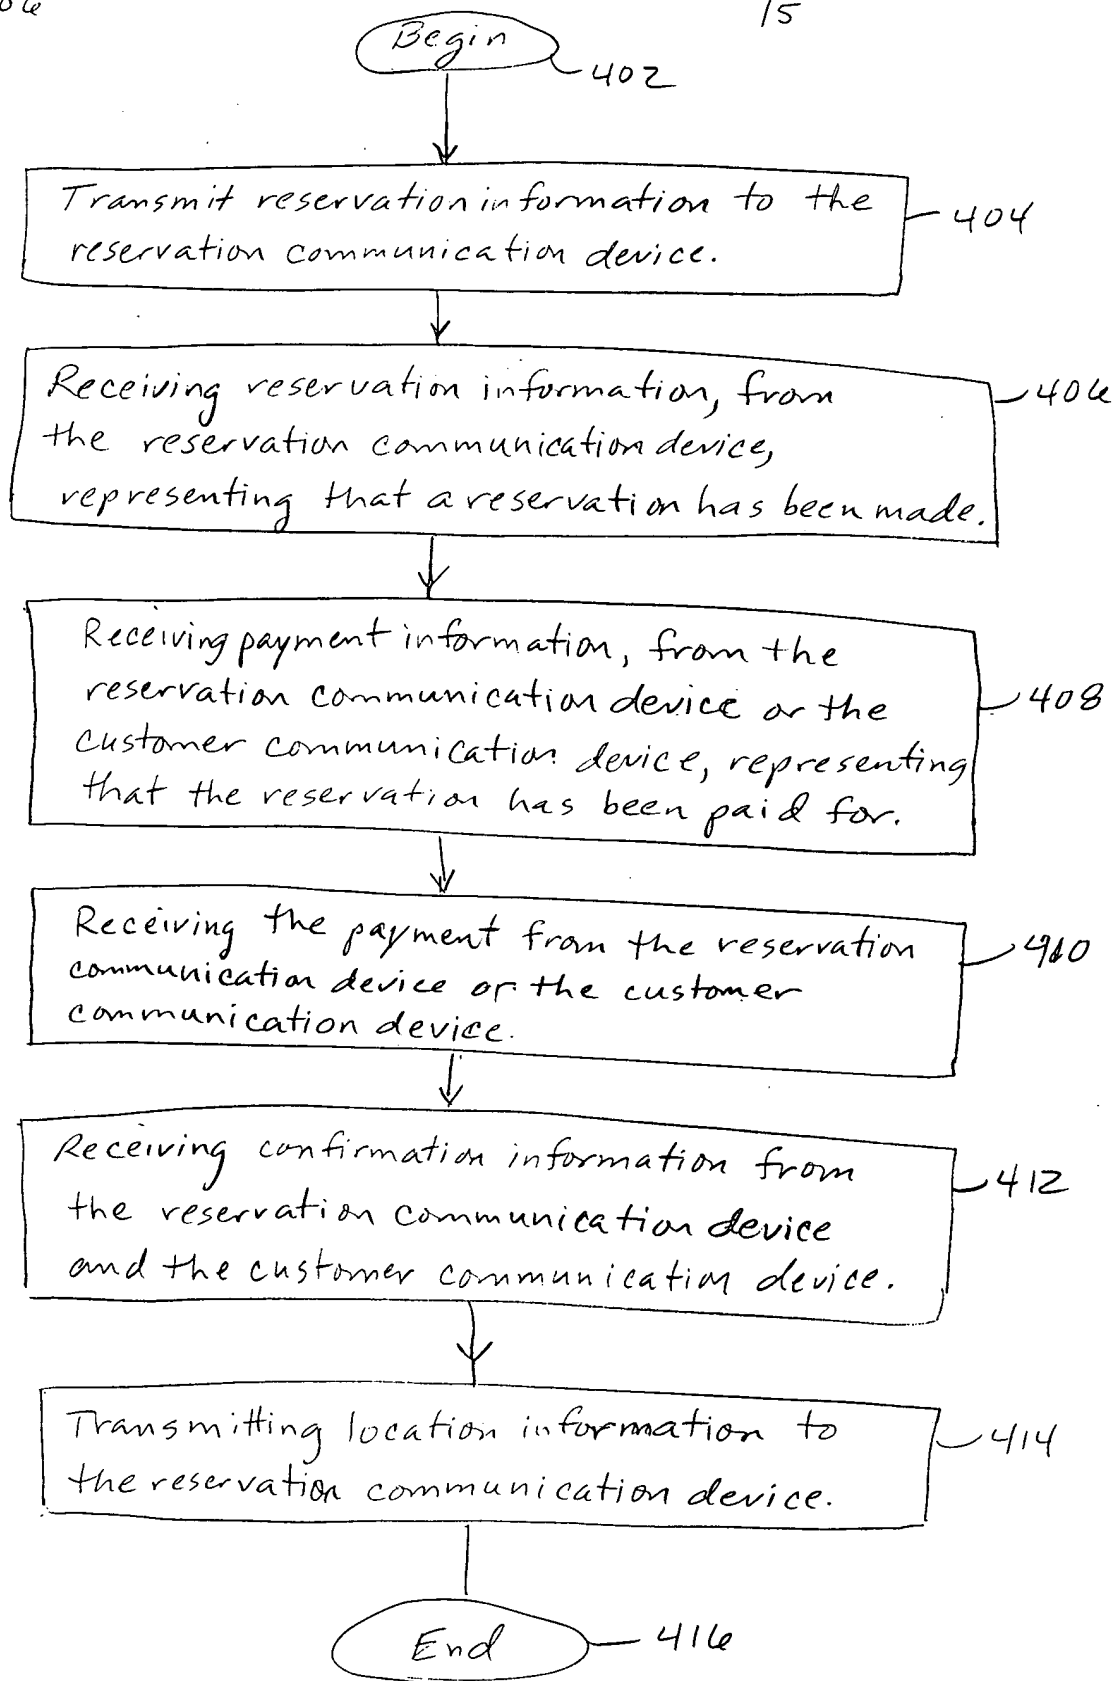 15
Begin
402
Transmit reservation information to the
reservation communication device.
404
Receiving reservation information, from
the reservation communication device,
representing that a reservation has been made.
406
Receiving payment information, from the
reservation communication device or the
customer communication device, representing
that the reservation has been paid for.
408
Receiving the payment from the reservation
communication device or the customer
communication device.
410
Receiving confirmation information from
the reservation communication device
and the customer communication device.
412
Transmitting location information to
the reservation communication device.
414
End
416